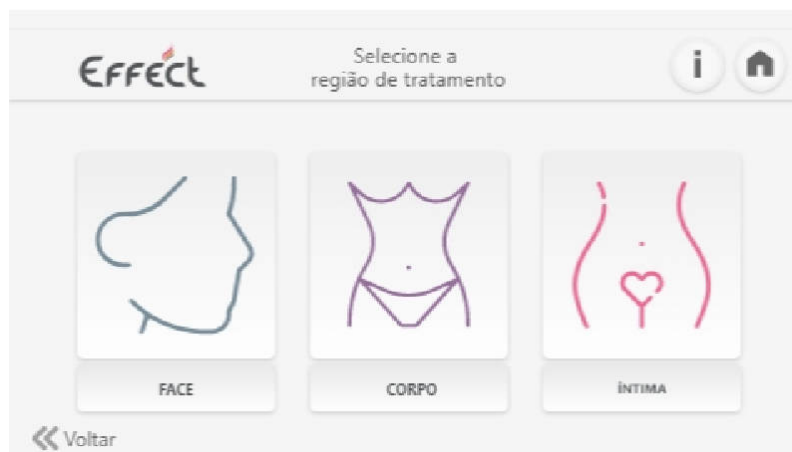 Effect
Selecione a
região de tratamento
i
FACE
CORPO
ÍNTIMA
Voltar